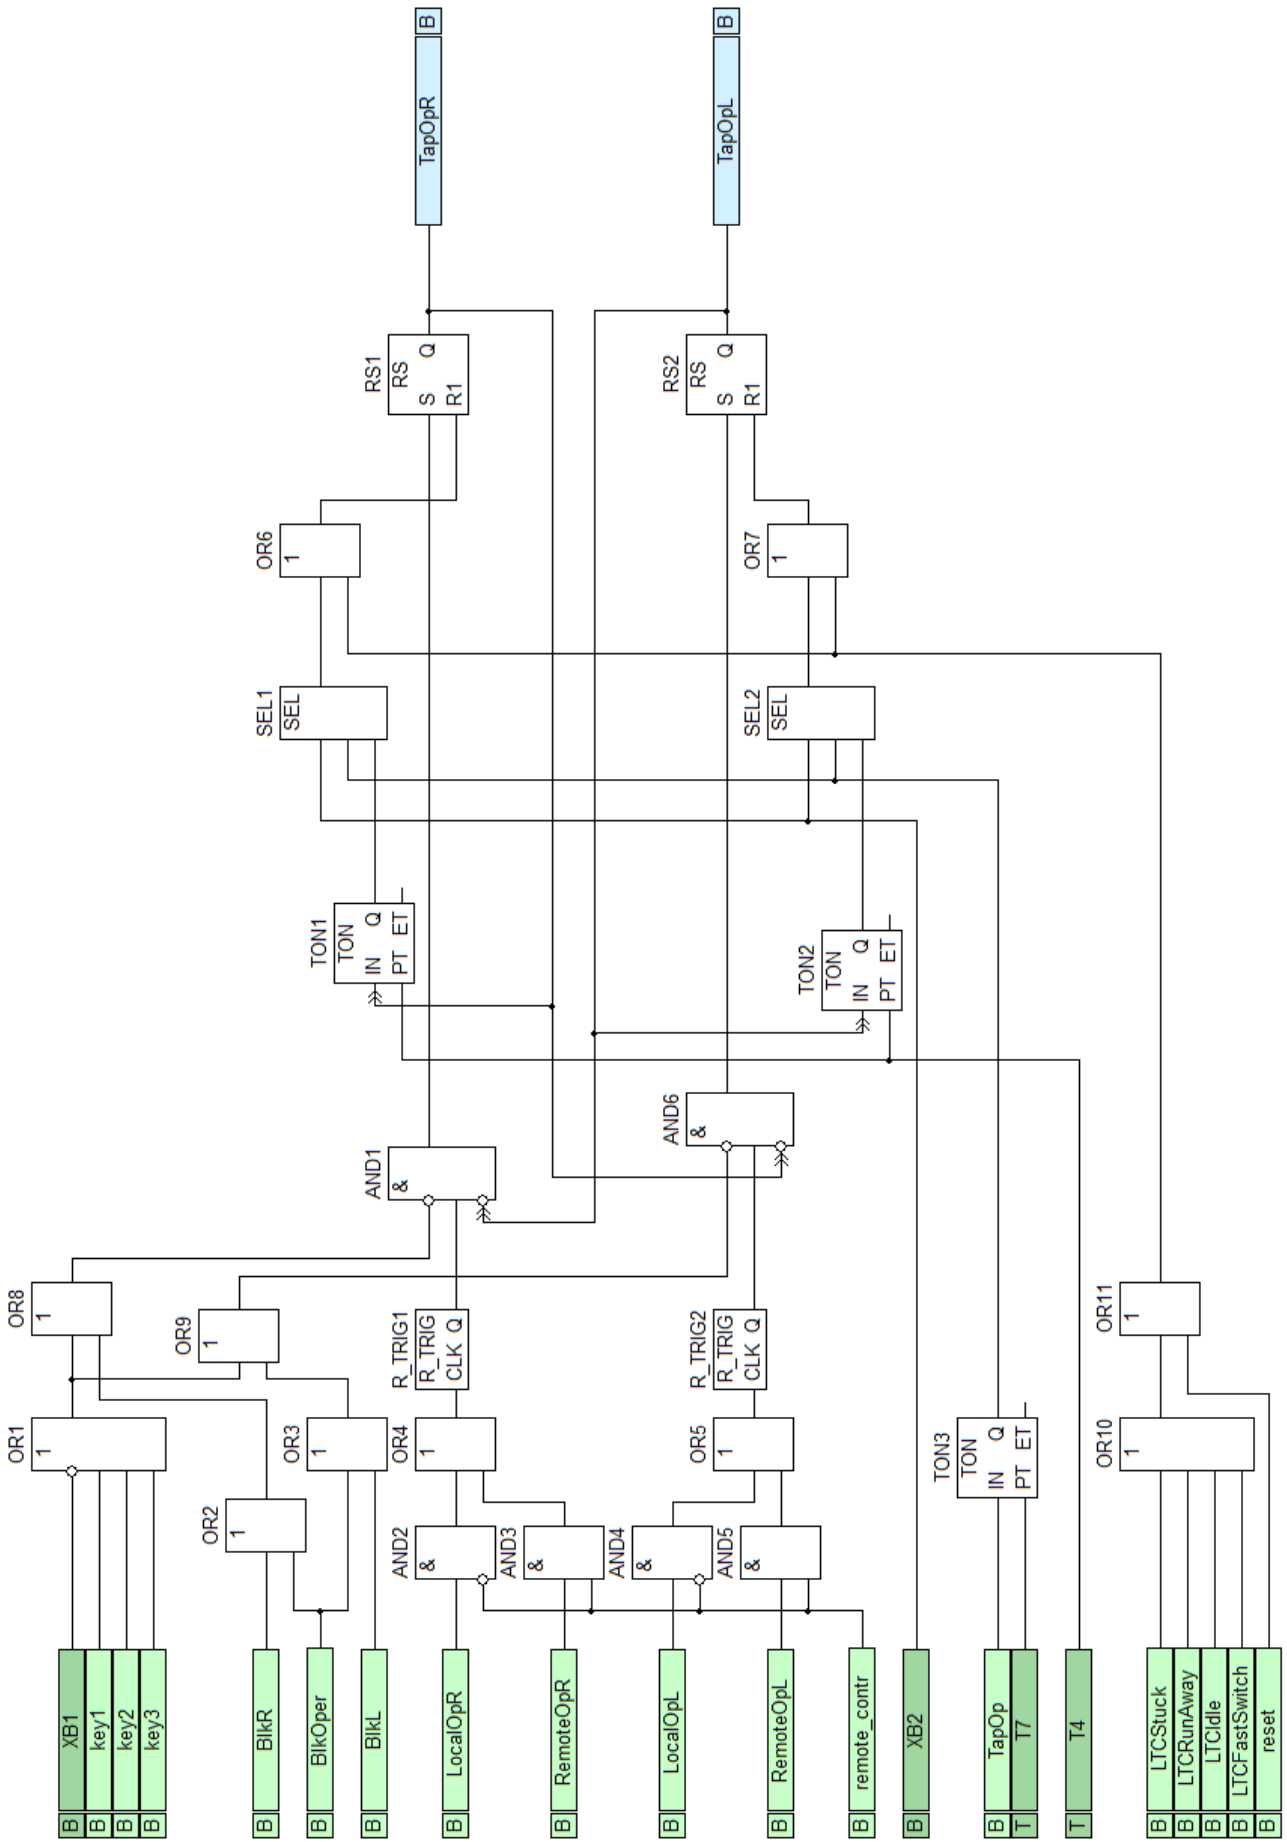 B XB1
B key1
B key2
B key3
B BlkR
B BlkOper
B BlkL
B LocalOpR
B RemoteOpR
B LocalOpL
B RemoteOpL
B remote_contr
B XB2
B TapOp
T T7
T T4
B LTCStuck
B LTCRunAway
B LTCIdle
B LTCFastSwitch
B reset
OR1
1
OR2
1
OR3
1
AND2
&
AND3
&
AND4
&
AND5
&
OR4
1
OR5
1
OR8
1
OR9
1
R_TRIG1
R_TRIG
CLK Q
R_TRIG2
R_TRIG
CLK Q
TON3
TON
IN Q
PT ET
OR10
1
OR11
1
AND1
&
AND6
&
TON1
TON
IN Q
PT ET
TON2
TON
IN Q
PT ET
SEL1
SEL
SEL2
SEL
OR6
1
OR7
1
RS1
RS
S Q
R1
RS2
RS
S Q
R1
TapOpR B
TapOpL B